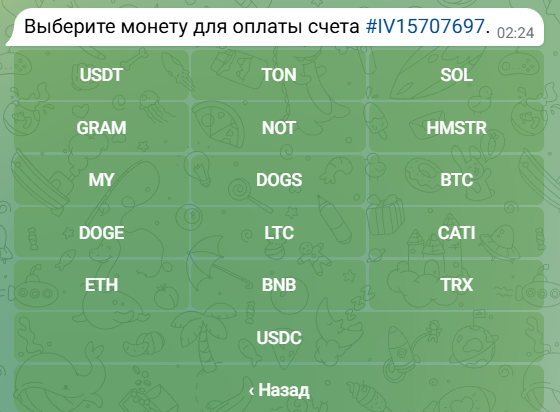 Выберите монету для оплаты счета #IV15707697. 02:24
USDT TON SOL
GRAM NOT HMSTR
MY DOGS BTC
DOGE LTC CATI
ETH BNB TRX
USDC
‹ Назад